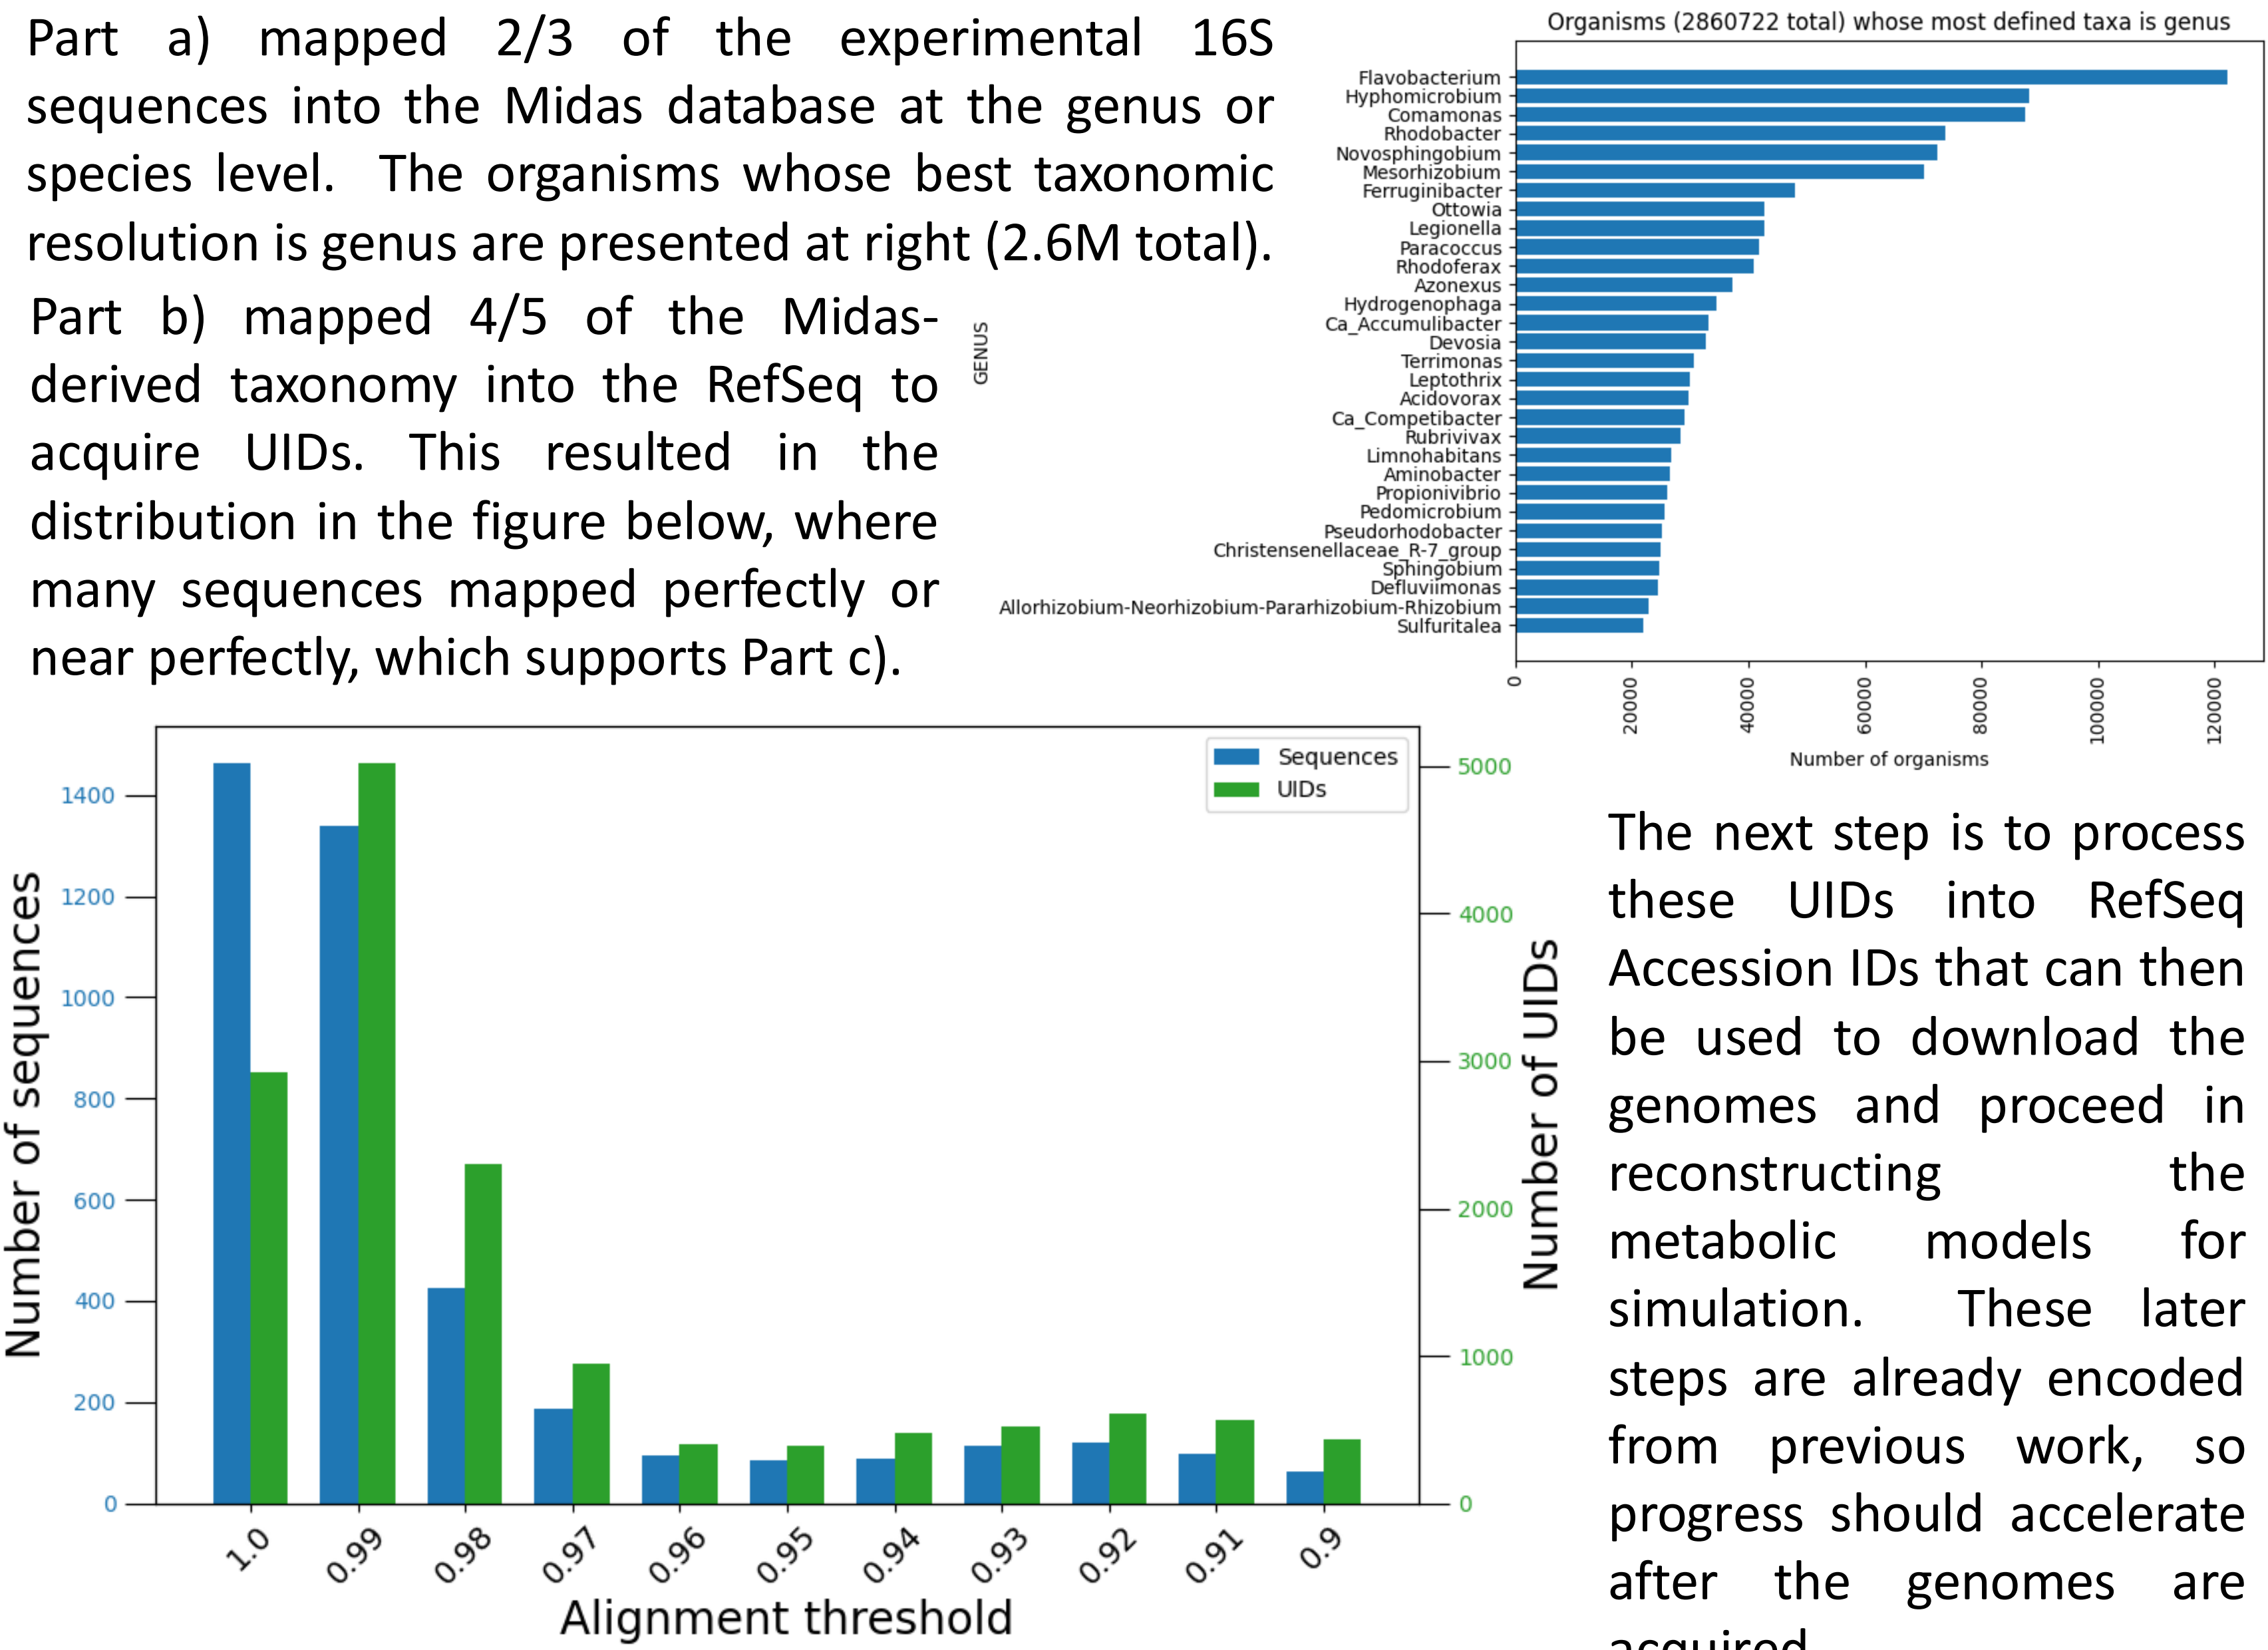 Part a) mapped 2/3 of the experimental 16S
sequences into the Midas database at the genus or
species level. The organisms whose best taxonomic
resolution is genus are presented at right (2.6M total).
Part b) mapped 4/5 of the Midas-
derived taxonomy into the RefSeq to
acquire UIDs. This resulted in the
distribution in the figure below, where
many sequences mapped perfectly or
near perfectly, which supports Part c).
Organisms (2860722 total) whose most defined taxa is genus
GENUS
Flavobacterium
Hyphomicrobium
Comamonas
Rhodobacter
Novosphingobium
Mesorhizobium
Ferruginibacter
Ottowia
Legionella
Paracoccus
Rhodoferax
Azonexus
Hydrogenophaga
Ca_Accumulibacter
Devosia
Terrimonas
Leptothrix
Acidovorax
Ca_Competibacter
Rubrivivax
Limnohabitans
Aminobacter
Propionivibrio
Pedomicrobium
Pseudorhodobacter
Christensenellaceae_R-7_group
Sphingobium
Defluviimonas
Allorhizobium-Neorhizobium-Pararhizobium-Rhizobium
Sulfuritalea
0 20000 40000 60000 80000 100000 120000
Number of organisms
Number of sequences
1400
1200
1000
800
600
400
200
0
Sequences
UIDs
5000
4000
3000
2000
1000
0
Number of UIDs
1.0 0.99 0.98 0.97 0.96 0.95 0.94 0.93 0.92 0.91 0.9
Alignment threshold
The next step is to process
these UIDs into RefSeq
Accession IDs that can then
be used to download the
genomes and proceed in
reconstructing the
metabolic models for
simulation. These later
steps are already encoded
from previous work, so
progress should accelerate
after the genomes are
acquired